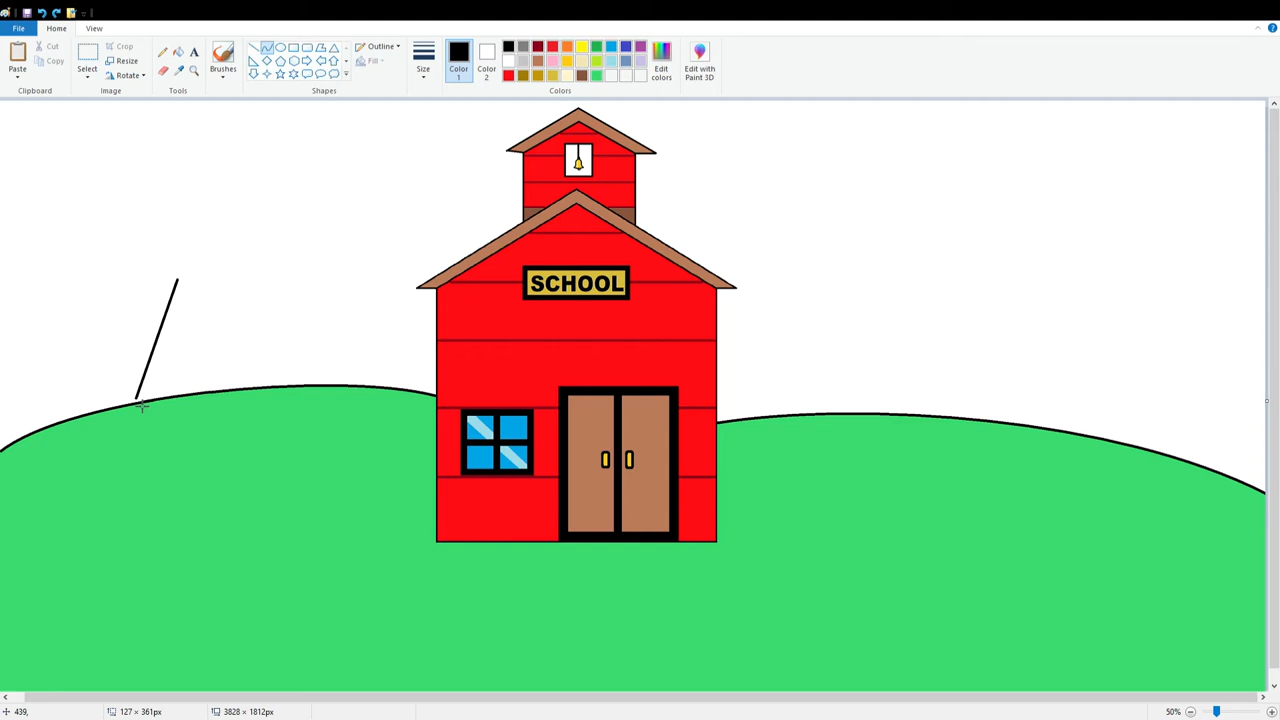 File Home View
Paste
Cut
Copy
Clipboard
Select
Crop
Resize
Rotate
Image
A
Tools
Brushes
Outline
Fill
Shapes
Size
Color
1
Color
2
Edit
colors
Colors
Edit with
Paint 3D
SCHOOL
439,
127 × 361px
3828 × 1812px
50%